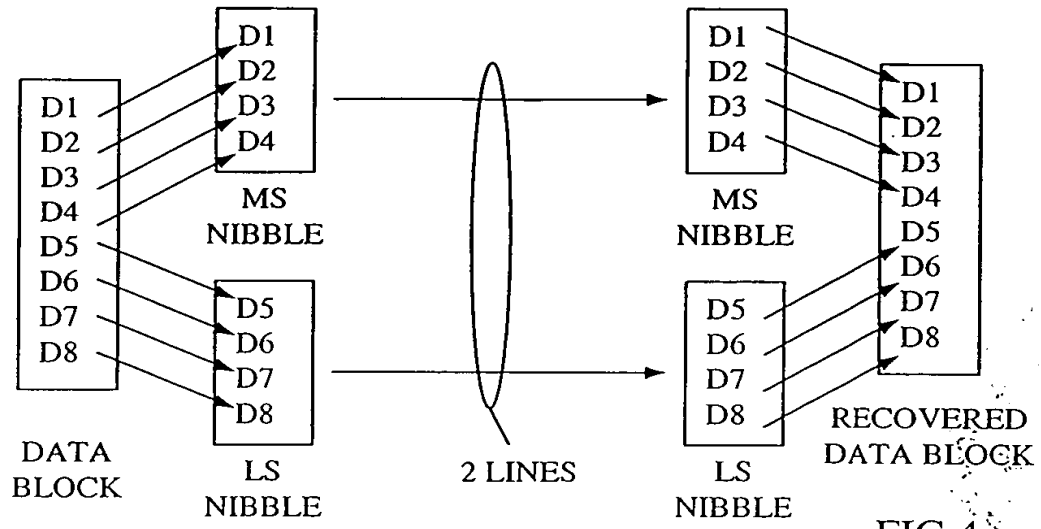 D1
D2
D3
D4
D5
D6
D7
D8
DATA
BLOCK
D1
D2
D3
D4
MS
NIBBLE
D5
D6
D7
D8
LS
NIBBLE
2 LINES
D1
D2
D3
D4
MS
NIBBLE
D5
D6
D7
D8
LS
NIBBLE
D1
D2
D3
D4
D5
D6
D7
D8
RECOVERED
DATA BLOCK
FIG. 4